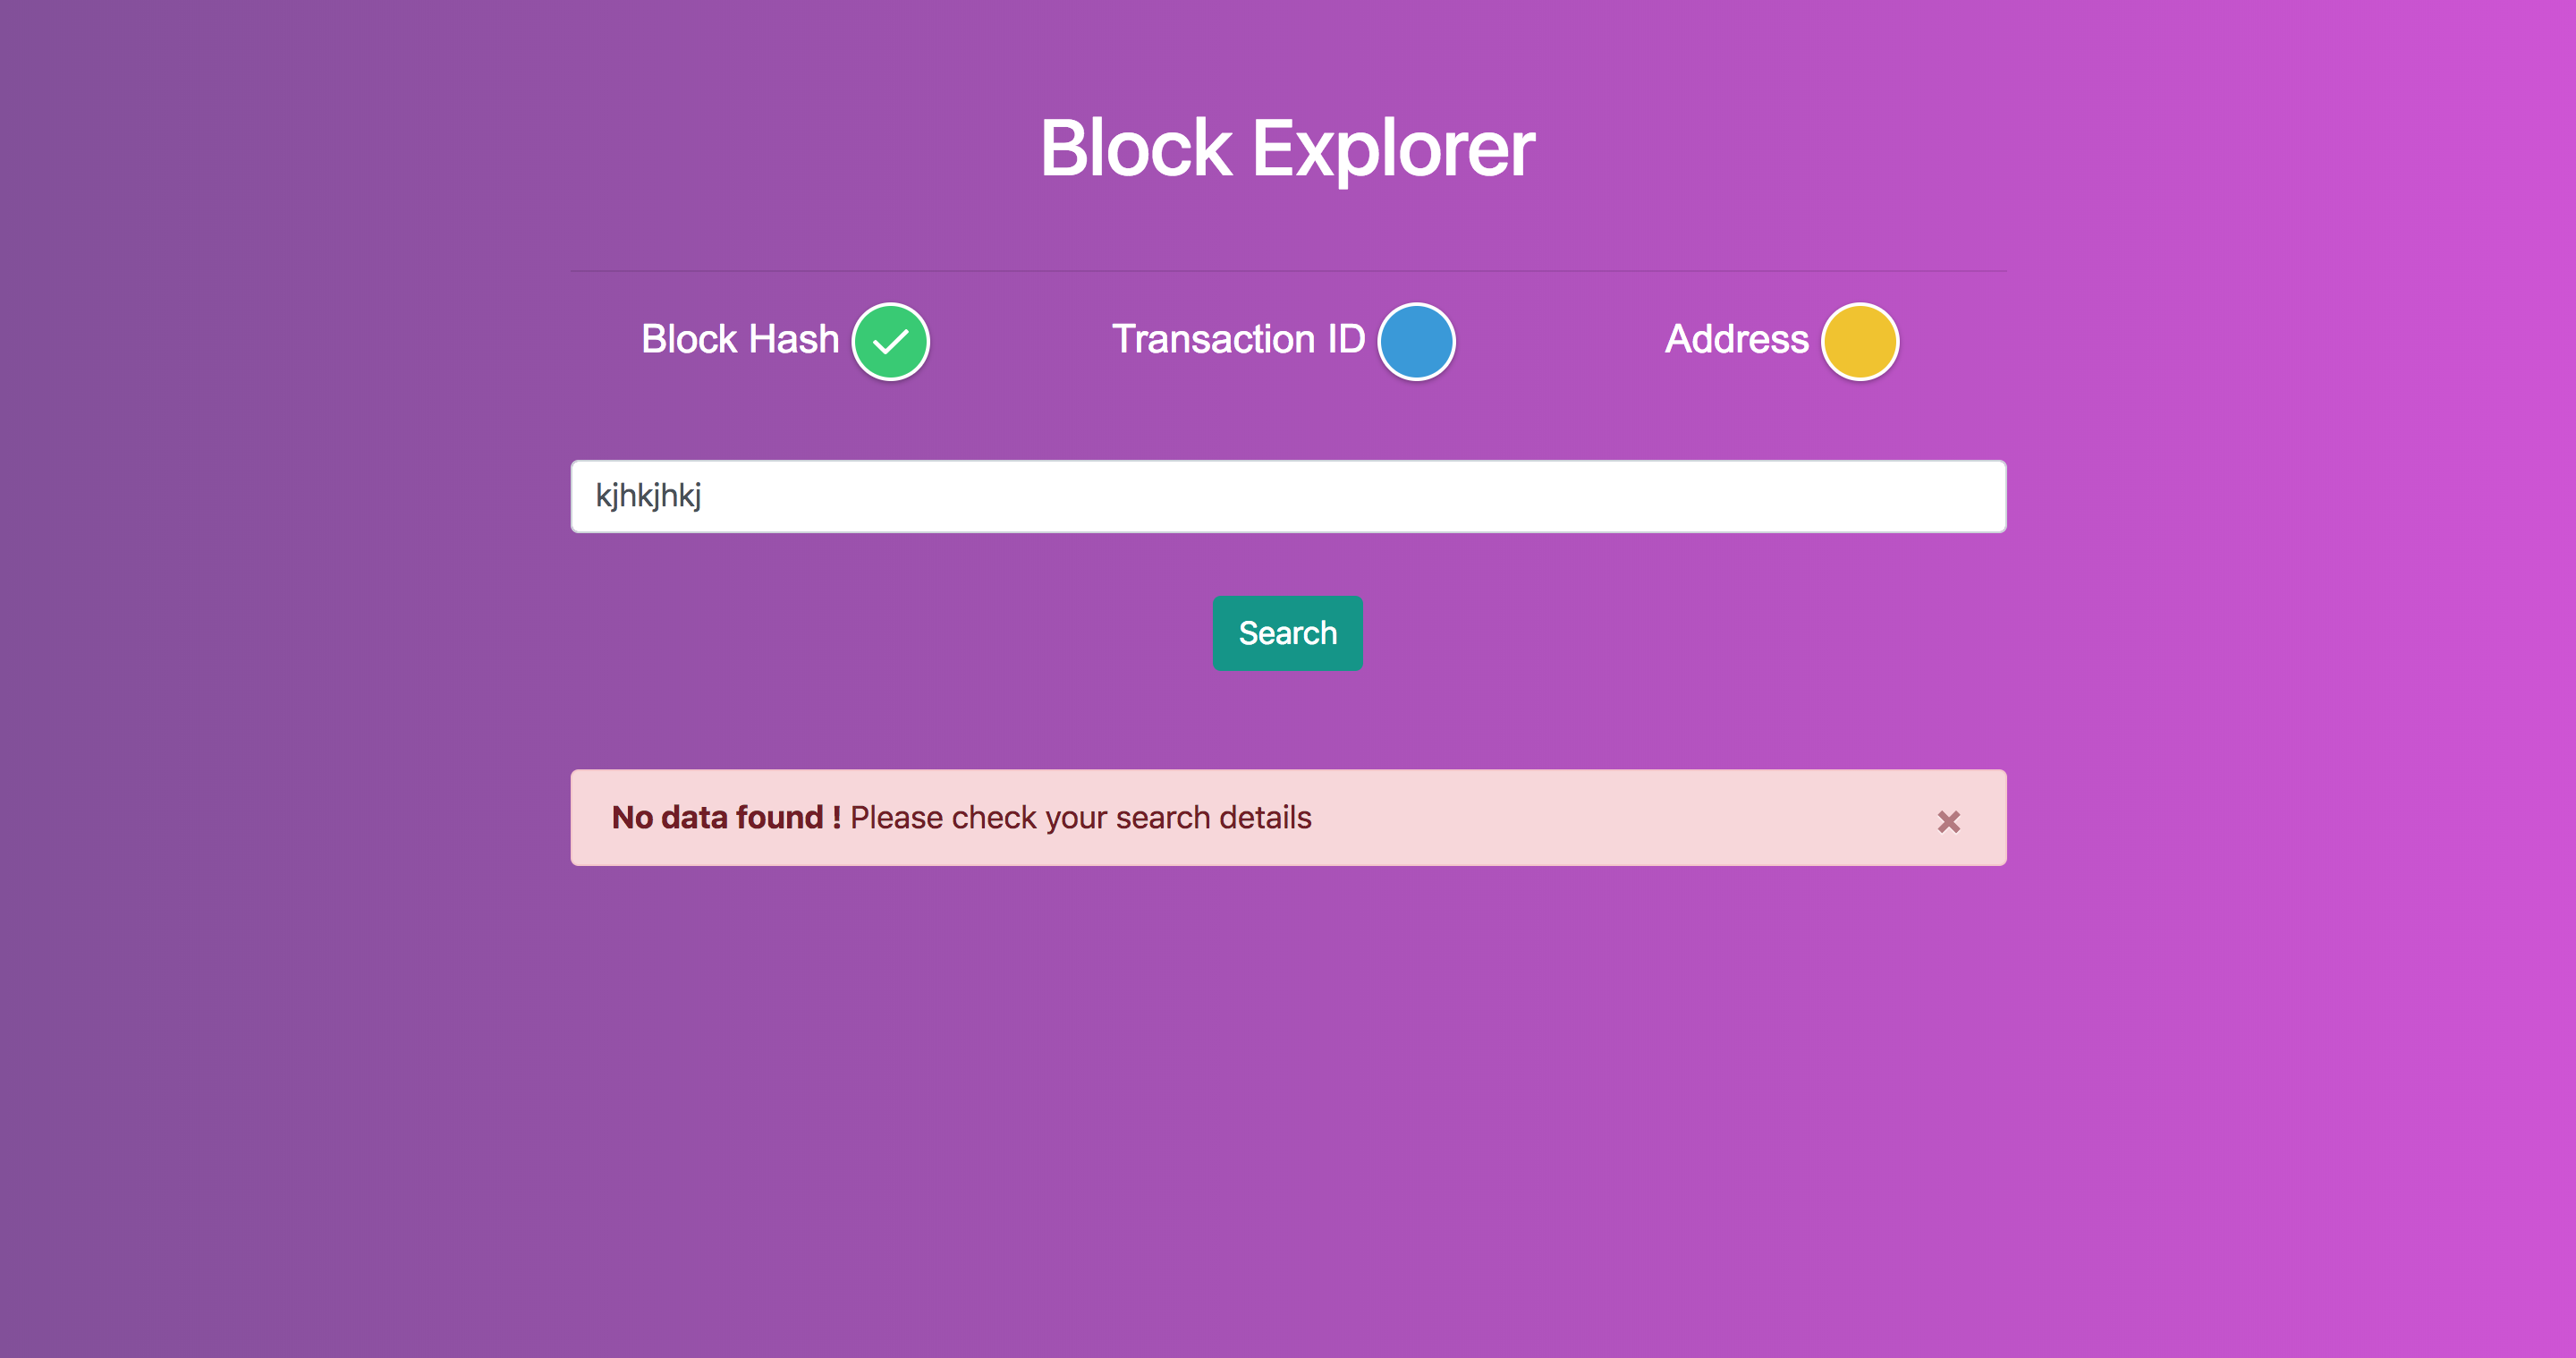 Block Explorer
Block Hash Transaction ID Address
kjhkjhkj
Search
No data found ! Please check your search details